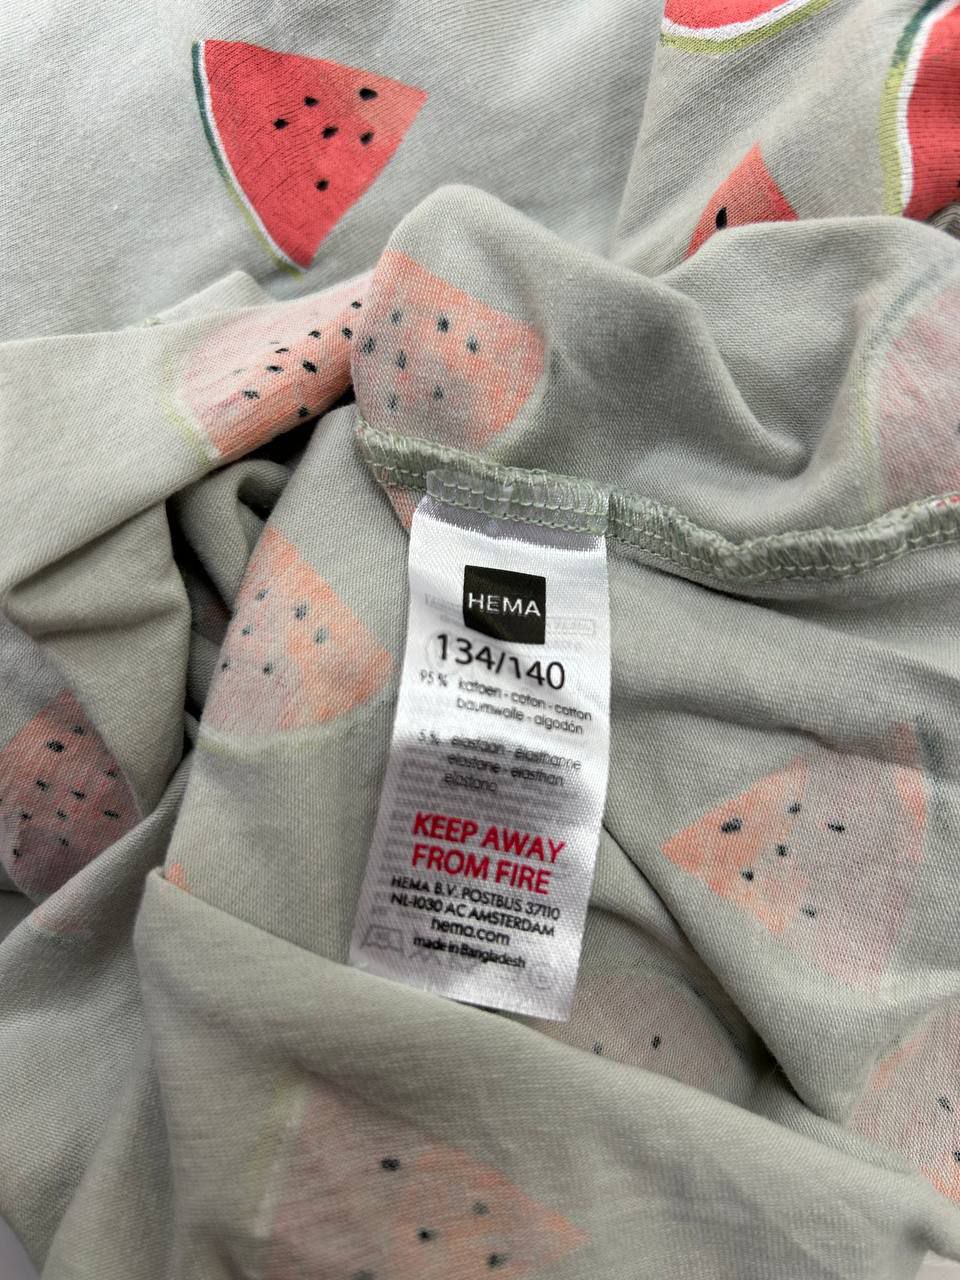 HEMA
134/140
95% katoen - coton - cotton
baumwolle - algodón
5% elastaan - élasthanne
elastane - elasthan
elastano
KEEP AWAY
FROM FIRE
HEMA B.V. POSTBUS 37110
NL-1030 AC AMSTERDAM
hema.com
made in Bangladesh